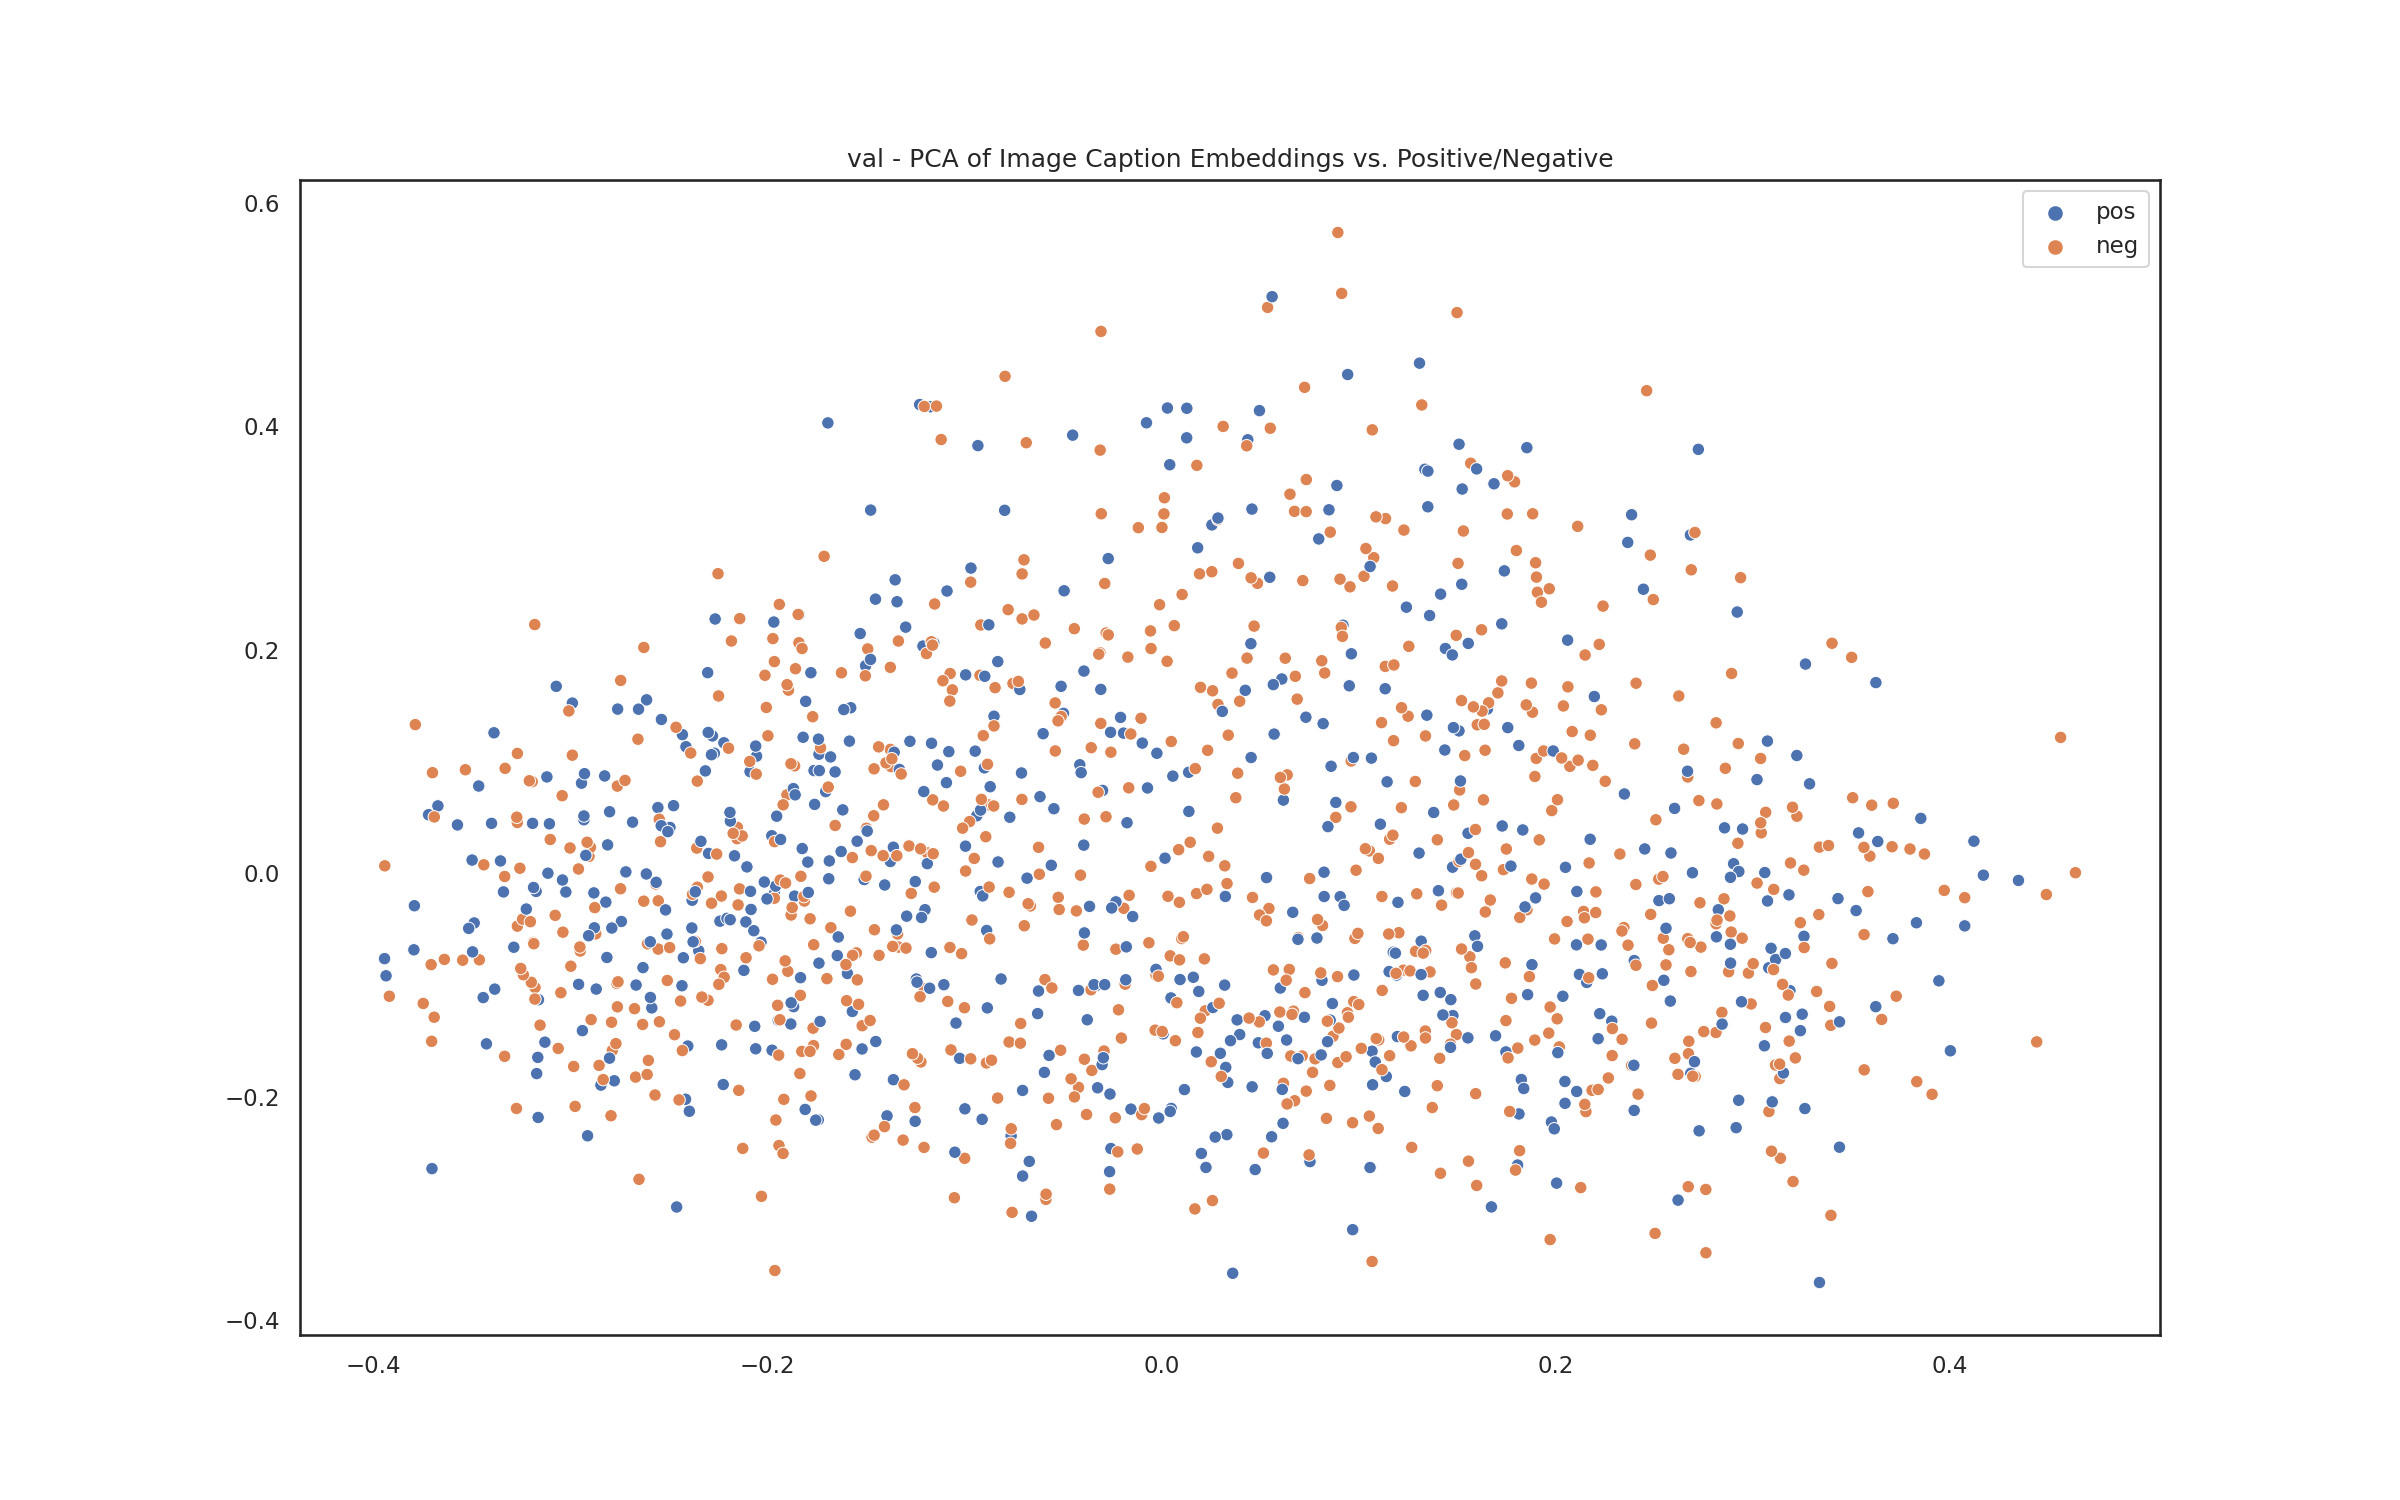 val - PCA of Image Caption Embeddings vs. Positive/Negative
pos
neg
0.6
0.4
0.2
0.0
−0.2
−0.4
−0.4 −0.2 0.0 0.2 0.4